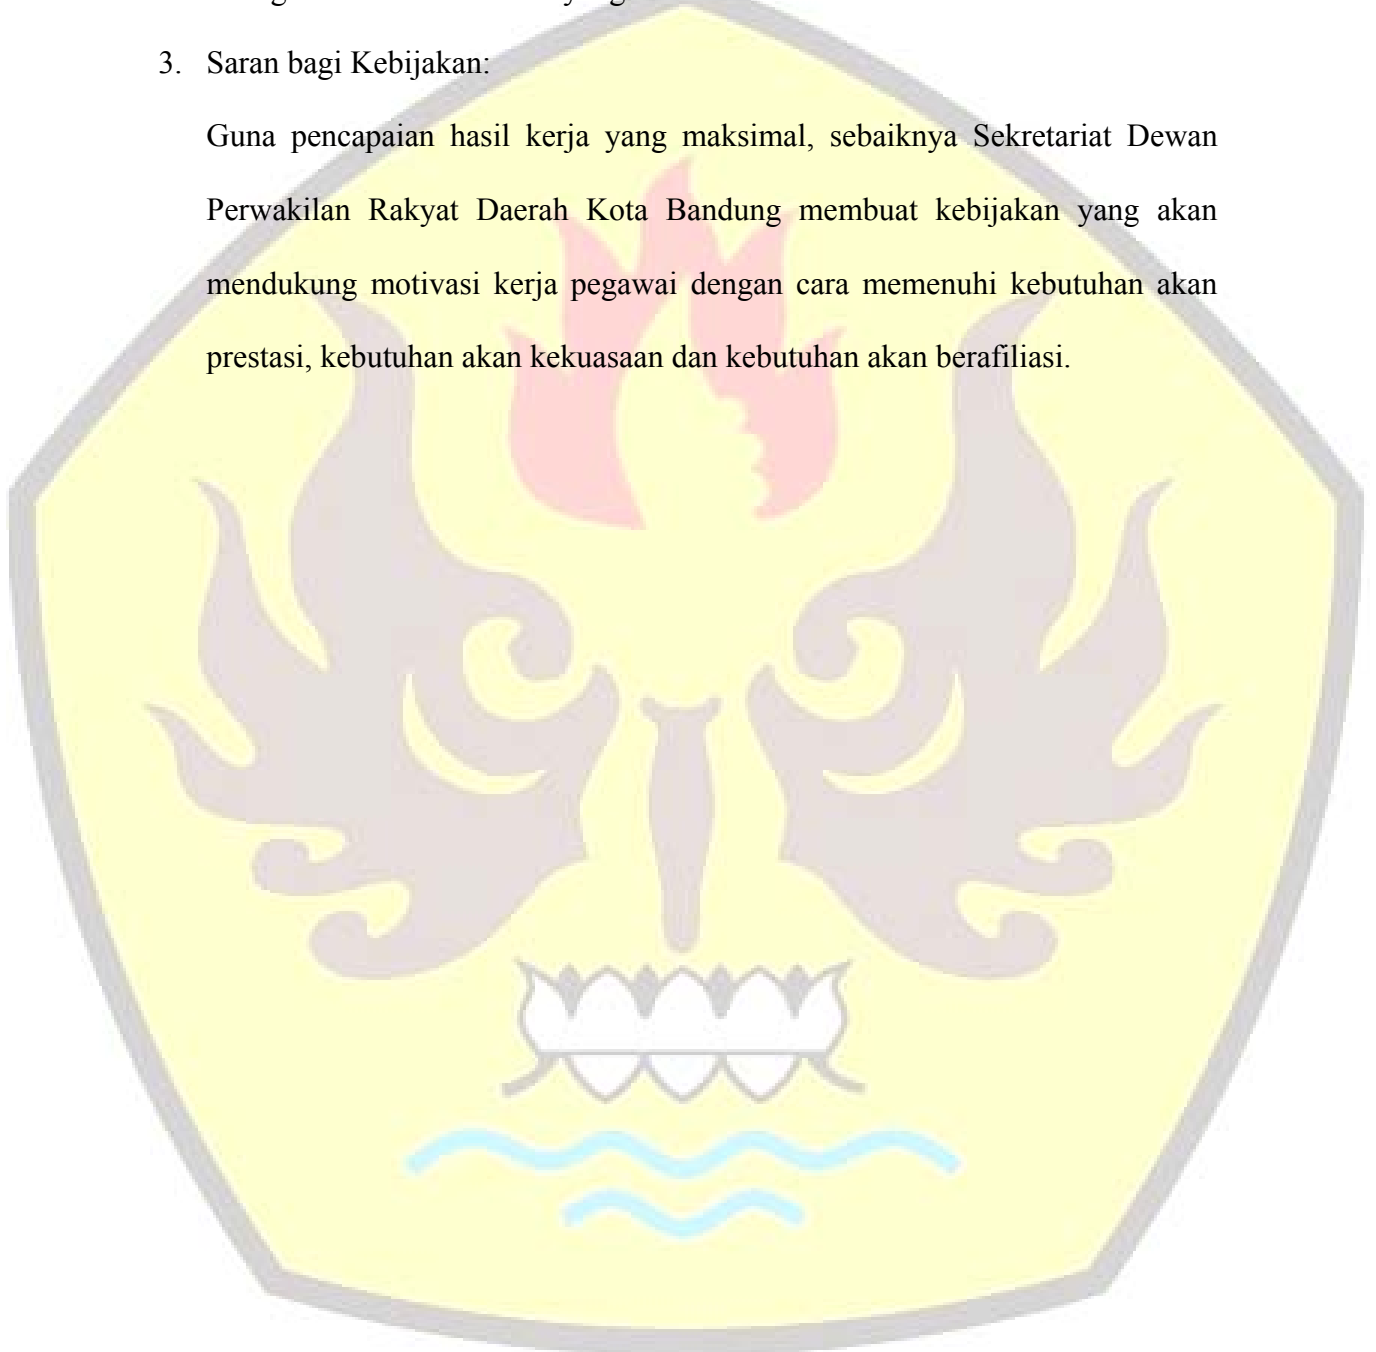 3. Saran bagi Kebijakan:
Guna pencapaian hasil kerja yang maksimal, sebaiknya Sekretariat Dewan
Perwakilan Rakyat Daerah Kota Bandung membuat kebijakan yang akan
mendukung motivasi kerja pegawai dengan cara memenuhi kebutuhan akan
prestasi, kebutuhan akan kekuasaan dan kebutuhan akan berafiliasi.